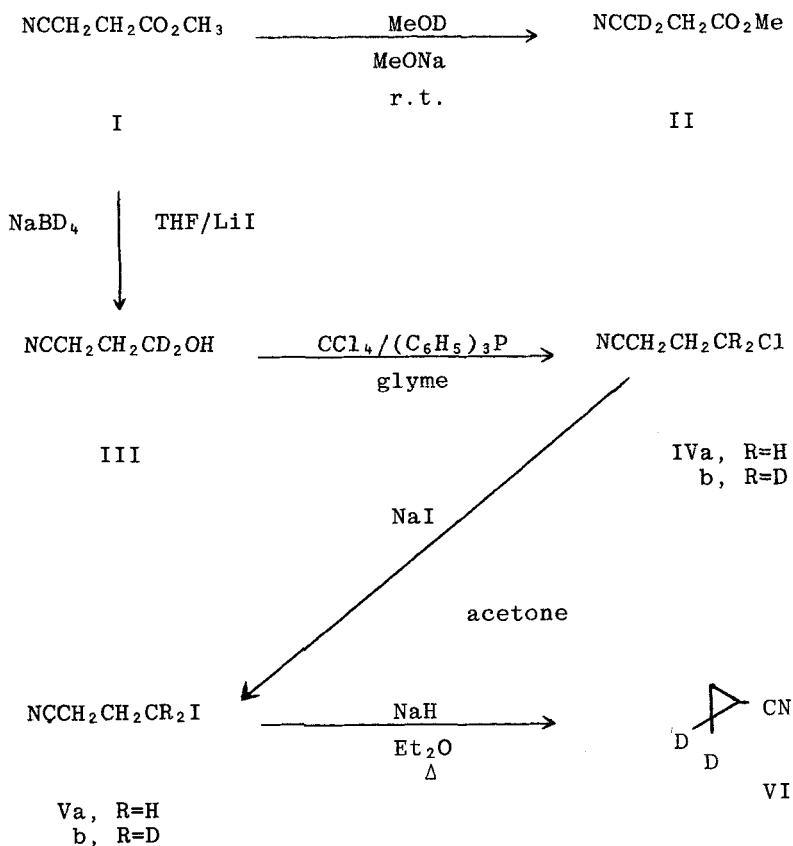 NCCH₂CH₂CO₂CH₃ MeOD NCCD₂CH₂CO₂Me
MeONa
r.t.
I II
NaBD₄ THF/LiI
NCCH₂CH₂CD₂OH CCl₄/(C₆H₅)₃P NCCH₂CH₂CR₂Cl
glyme
III IVa, R=H
b, R=D
NaI
acetone
NCCH₂CH₂CR₂I NaH CN
Et₂O D
Δ D
VI
Va, R=H
b, R=D